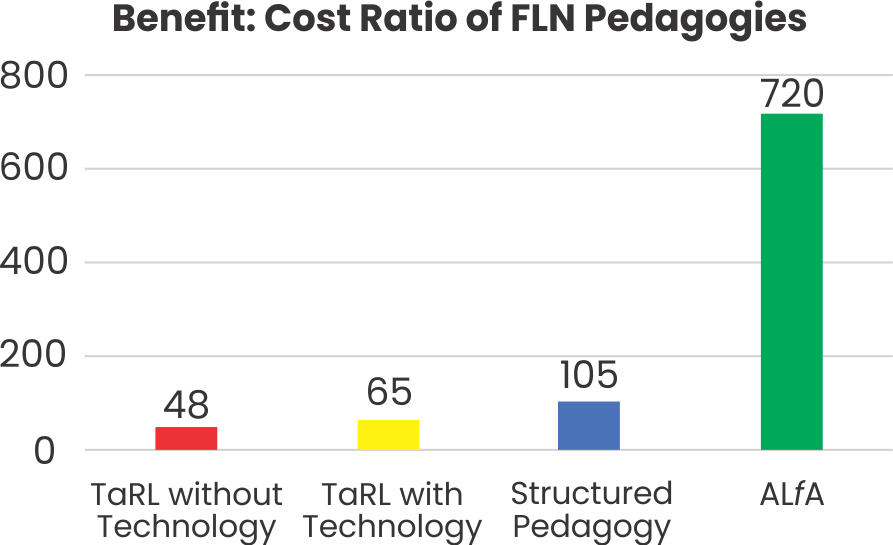 Benefit: Cost Ratio of FLN Pedagogies
800
720
600
400
200
105
65
48
0
TaRL without
Technology
TaRL with
Technology
Structured
Pedagogy
ALfA